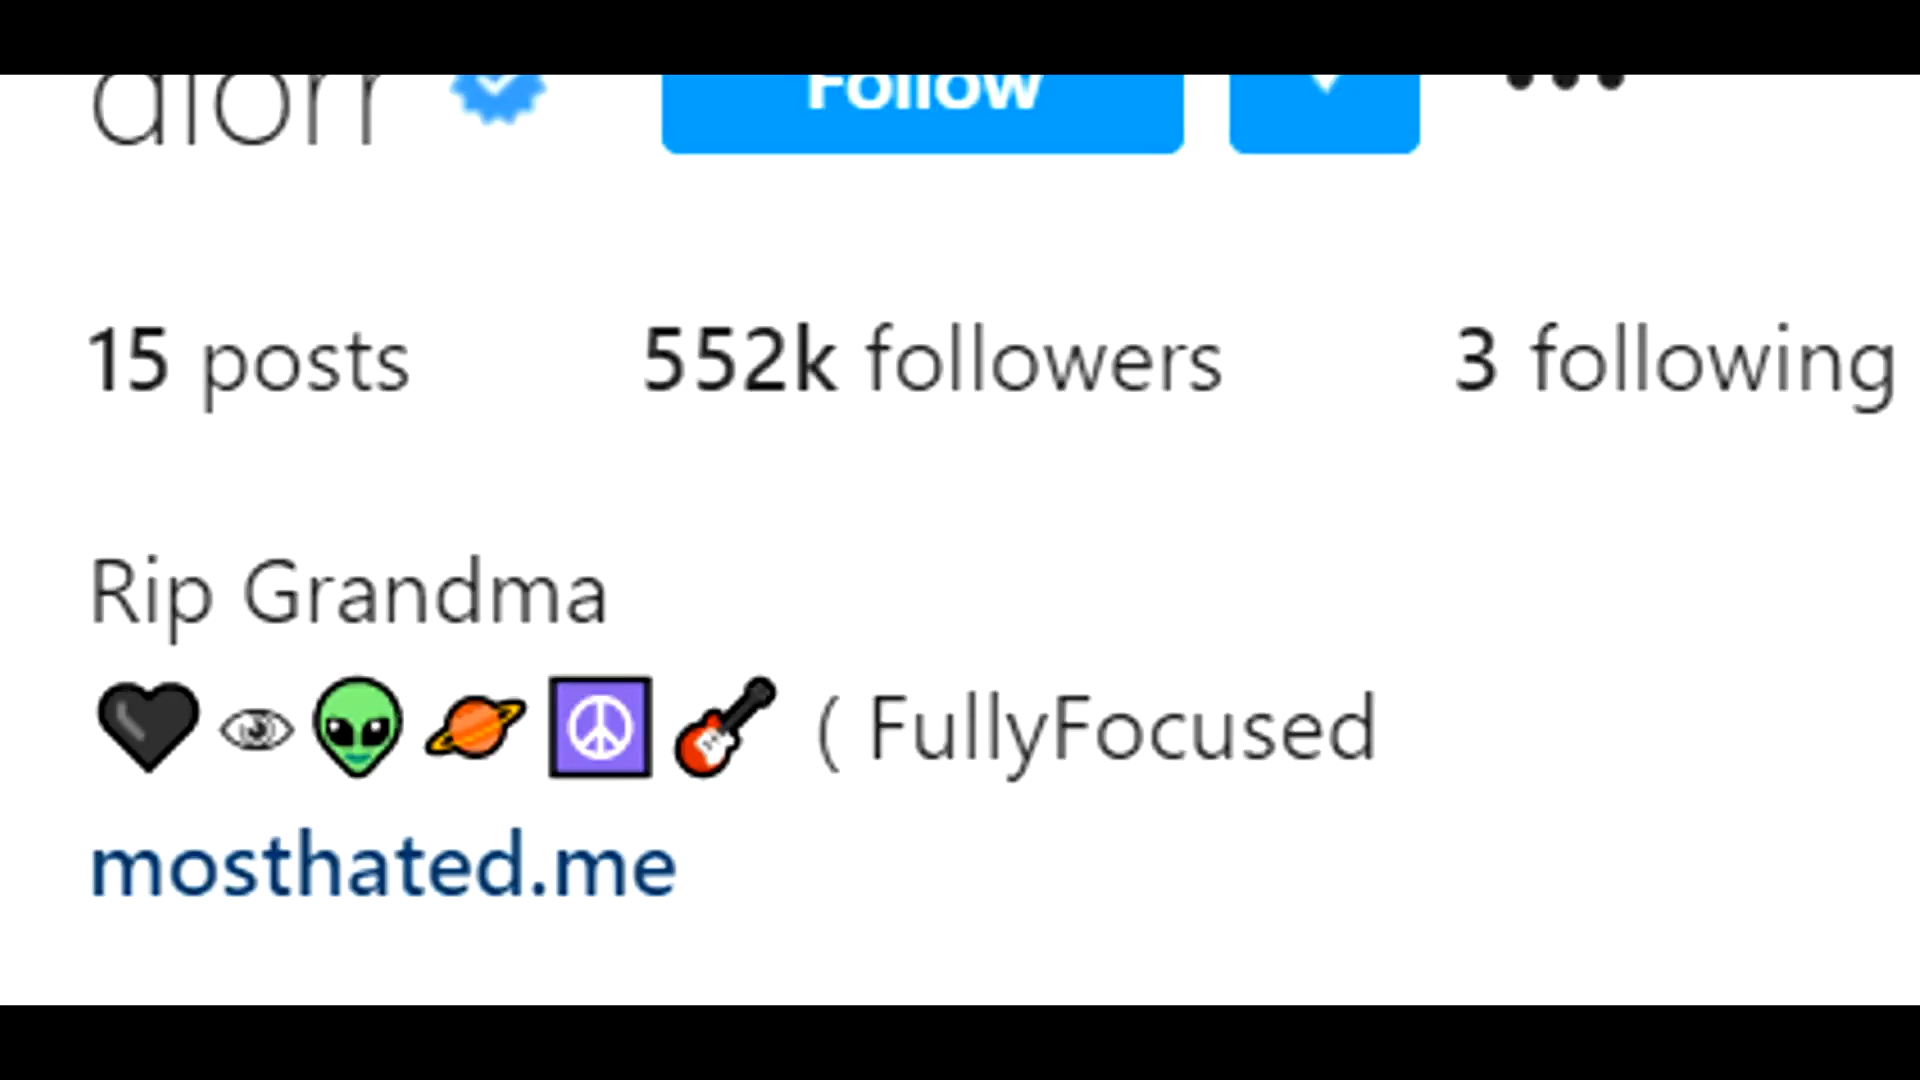 Follow
15 posts 552k followers 3 following
Rip Grandma
🖤👁👽🪐☮🎸 ( FullyFocused
mosthated.me